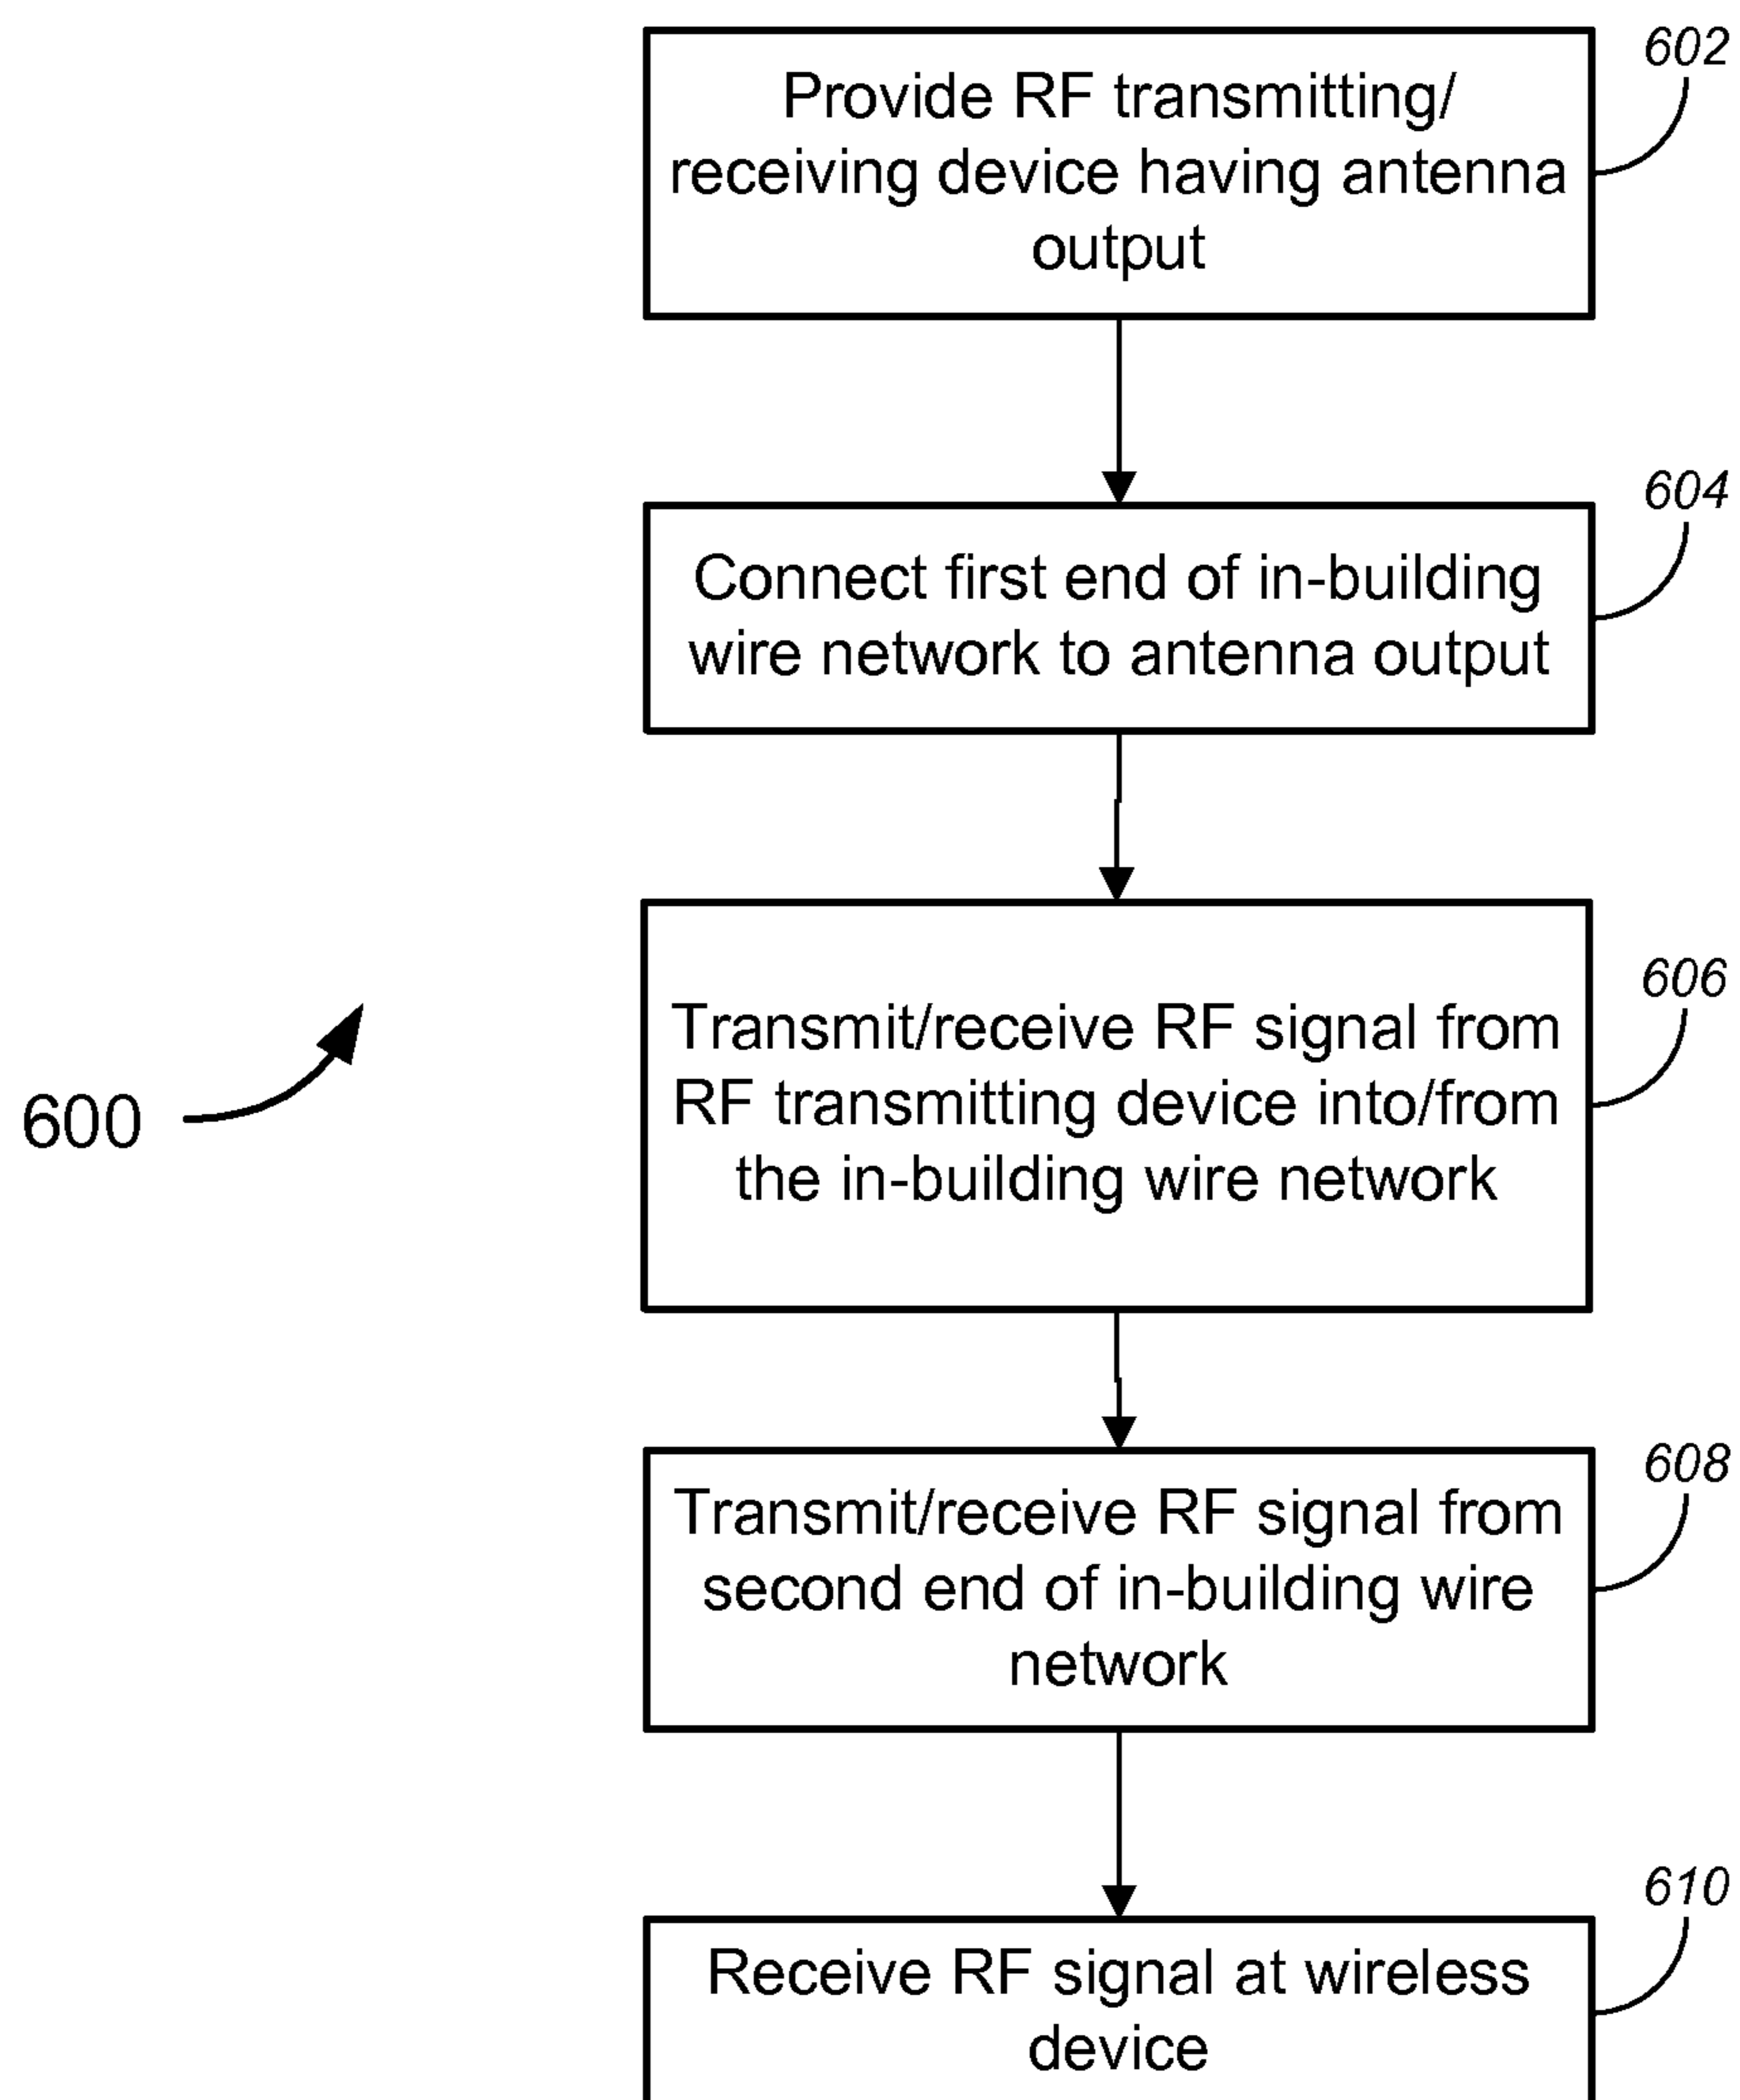 602
Provide RF transmitting/
receiving device having antenna
output
604
Connect first end of in-building
wire network to antenna output
606
Transmit/receive RF signal from
RF transmitting device into/from
the in-building wire network
600
608
Transmit/receive RF signal from
second end of in-building wire
network
610
Receive RF signal at wireless
device